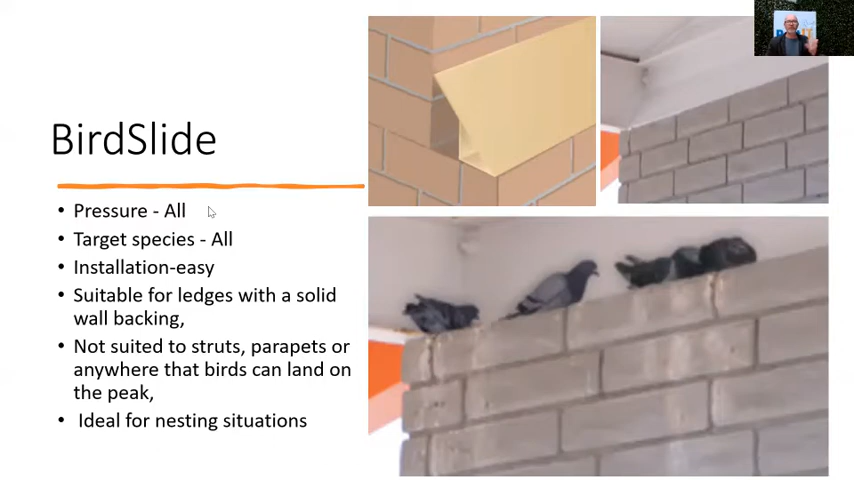 BirdSlide
• Pressure - All
• Target species - All
• Installation-easy
• Suitable for ledges with a solid
wall backing,
• Not suited to struts, parapets or
anywhere that birds can land on
the peak,
• Ideal for nesting situations